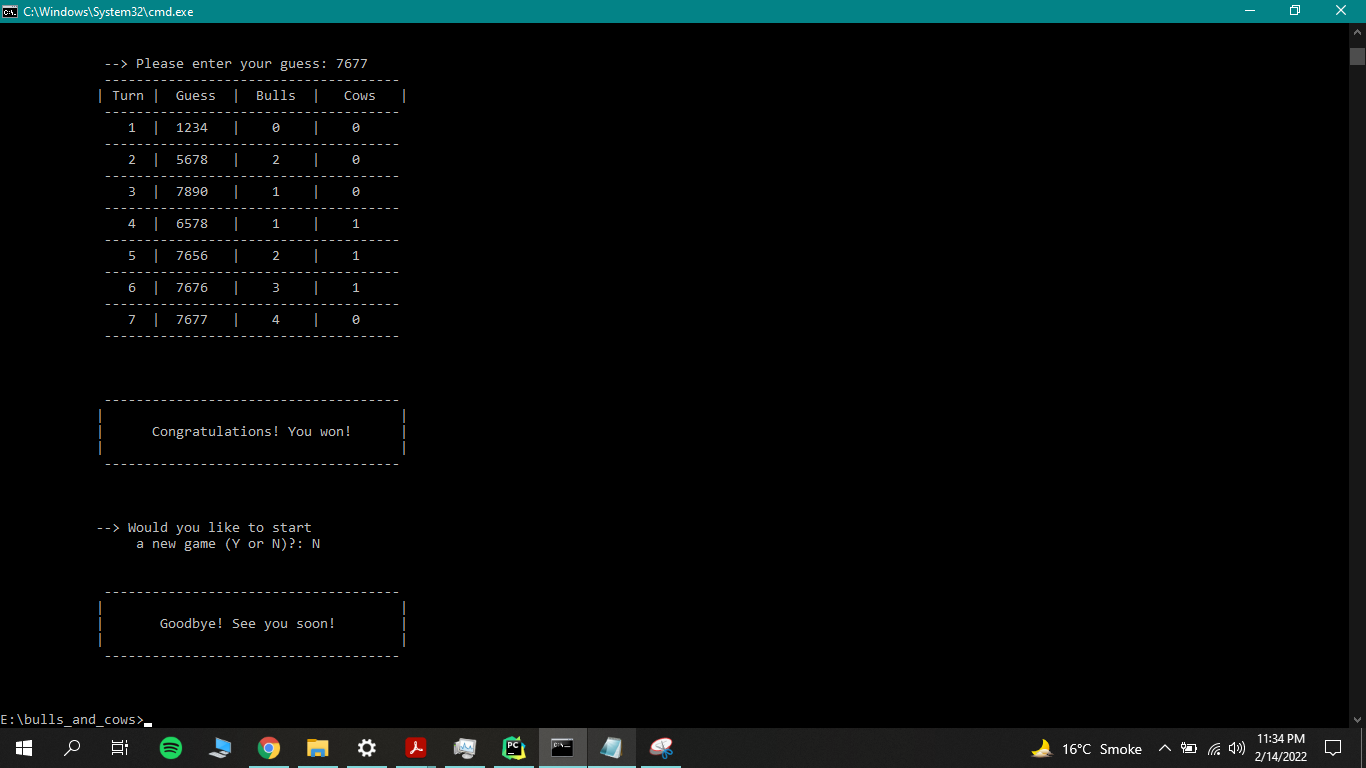 C:\Windows\System32\cmd.exe
--> Please enter your guess: 7677
-------------------------------------
| Turn |  Guess  |  Bulls  |   Cows   |
-------------------------------------
1  |  1234   |    0    |    0
-------------------------------------
2  |  5678   |    2    |    0
-------------------------------------
3  |  7890   |    1    |    0
-------------------------------------
4  |  6578   |    1    |    1
-------------------------------------
5  |  7656   |    2    |    1
-------------------------------------
6  |  7676   |    3    |    1
-------------------------------------
7  |  7677   |    4    |    0
-------------------------------------
-------------------------------------
|                                     |
|      Congratulations! You won!      |
|                                     |
-------------------------------------
--> Would you like to start
a new game (Y or N)?: N
-------------------------------------
|                                     |
|       Goodbye! See you soon!        |
|                                     |
-------------------------------------
E:\bulls_and_cows>
PC
C:\.
16°C Smoke
11:34 PM
2/14/2022